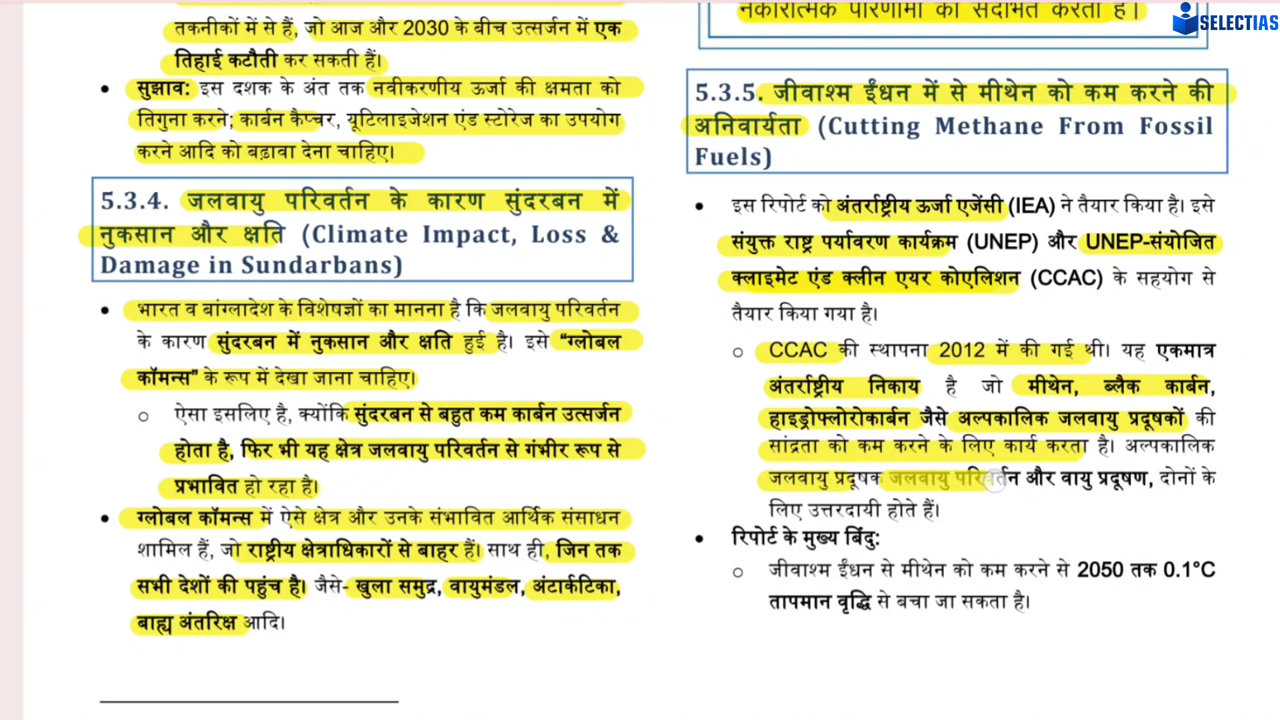 तकनीकों में से हैं, जो आज और 2030 के बीच उत्सर्जन में एक
तिहाई कटौती कर सकती हैं।
• सुझाव: इस दशक के अंत तक नवीकरणीय ऊर्जा की क्षमता को
तिगुना करने; कार्बन कैप्चर, यूटिलाइजेशन एंड स्टोरेज का उपयोग
करने आदि को बढ़ावा देना चाहिए।
5.3.4. जलवायु परिवर्तन के कारण सुंदरबन में
नुकसान और क्षति (Climate Impact, Loss &
Damage in Sundarbans)
• भारत व बांग्लादेश के विशेषज्ञों का मानना है कि जलवायु परिवर्तन
के कारण सुंदरबन में नुकसान और क्षति हुई है। इसे “ग्लोबल
कॉमन्स” के रूप में देखा जाना चाहिए।
○ ऐसा इसलिए है, क्योंकि सुंदरबन से बहुत कम कार्बन उत्सर्जन
होता है, फिर भी यह क्षेत्र जलवायु परिवर्तन से गंभीर रूप से
प्रभावित हो रहा है।
• ग्लोबल कॉमन्स में ऐसे क्षेत्र और उनके संभावित आर्थिक संसाधन
शामिल हैं, जो राष्ट्रीय क्षेत्राधिकारों से बाहर हैं। साथ ही, जिन तक
सभी देशों की पहुंच है। जैसे- खुला समुद्र, वायुमंडल, अंटार्कटिका,
बाह्य अंतरिक्ष आदि।
नकारात्मक परिणामों को संदर्भित करता है।
SELECTIAS
5.3.5. जीवाश्म ईंधन में से मीथेन को कम करने की
अनिवार्यता (Cutting Methane From Fossil
Fuels)
• इस रिपोर्ट को अंतर्राष्ट्रीय ऊर्जा एजेंसी (IEA) ने तैयार किया है। इसे
संयुक्त राष्ट्र पर्यावरण कार्यक्रम (UNEP) और UNEP-संयोजित
क्लाइमेट एंड क्लीन एयर कोएलिशन (CCAC) के सहयोग से
तैयार किया गया है।
○ CCAC की स्थापना 2012 में की गई थी। यह एकमात्र
अंतर्राष्ट्रीय निकाय है जो मीथेन, ब्लैक कार्बन,
हाइड्रोफ्लोरोकार्बन जैसे अल्पकालिक जलवायु प्रदूषकों की
सांद्रता को कम करने के लिए कार्य करता है। अल्पकालिक
जलवायु प्रदूषक जलवायु परिवर्तन और वायु प्रदूषण, दोनों के
लिए उत्तरदायी होते हैं।
• रिपोर्ट के मुख्य बिंदु:
○ जीवाश्म ईंधन से मीथेन को कम करने से 2050 तक 0.1°C
तापमान वृद्धि से बचा जा सकता है।